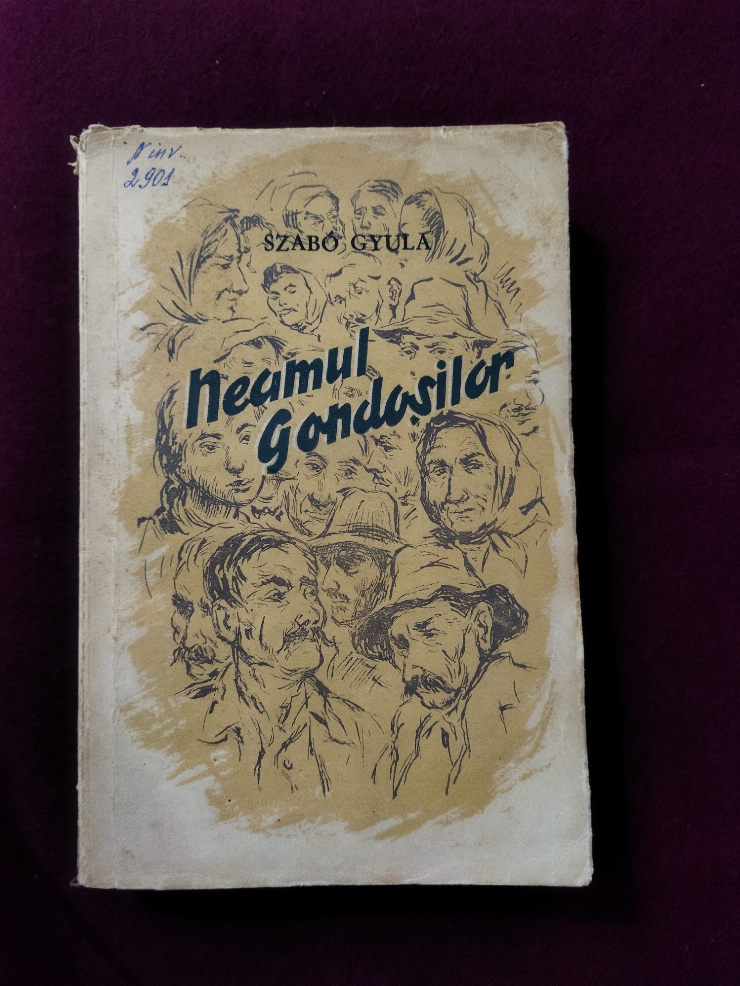 N inv.
2901
SZABÓ GYULA
Neamul
Gondoșilor